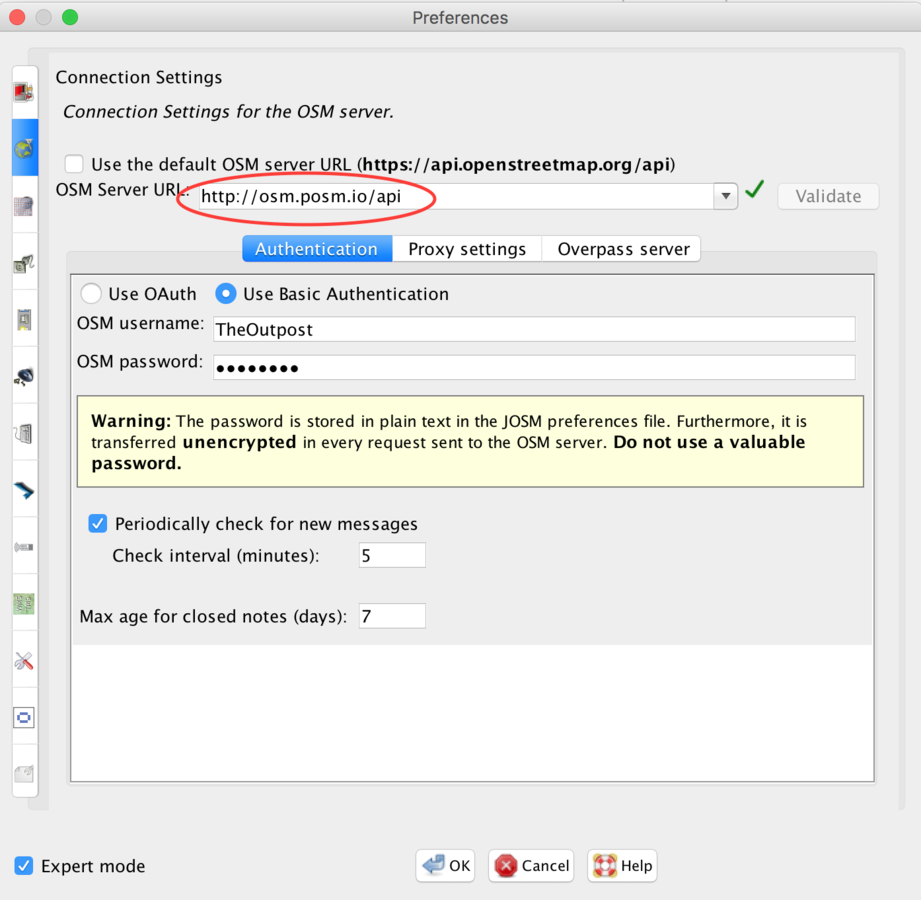 Preferences
Connection Settings
Connection Settings for the OSM server.
Use the default OSM server URL (https://api.openstreetmap.org/api)
OSM Server URL: http://osm.posm.io/api Validate
Authentication Proxy settings Overpass server
Use OAuth Use Basic Authentication
OSM username: TheOutpost
OSM password: ●●●●●●●●
Warning: The password is stored in plain text in the JOSM preferences file. Furthermore, it is
transferred unencrypted in every request sent to the OSM server. Do not use a valuable
password.
Periodically check for new messages
Check interval (minutes): 5
Max age for closed notes (days): 7
Expert mode OK Cancel Help